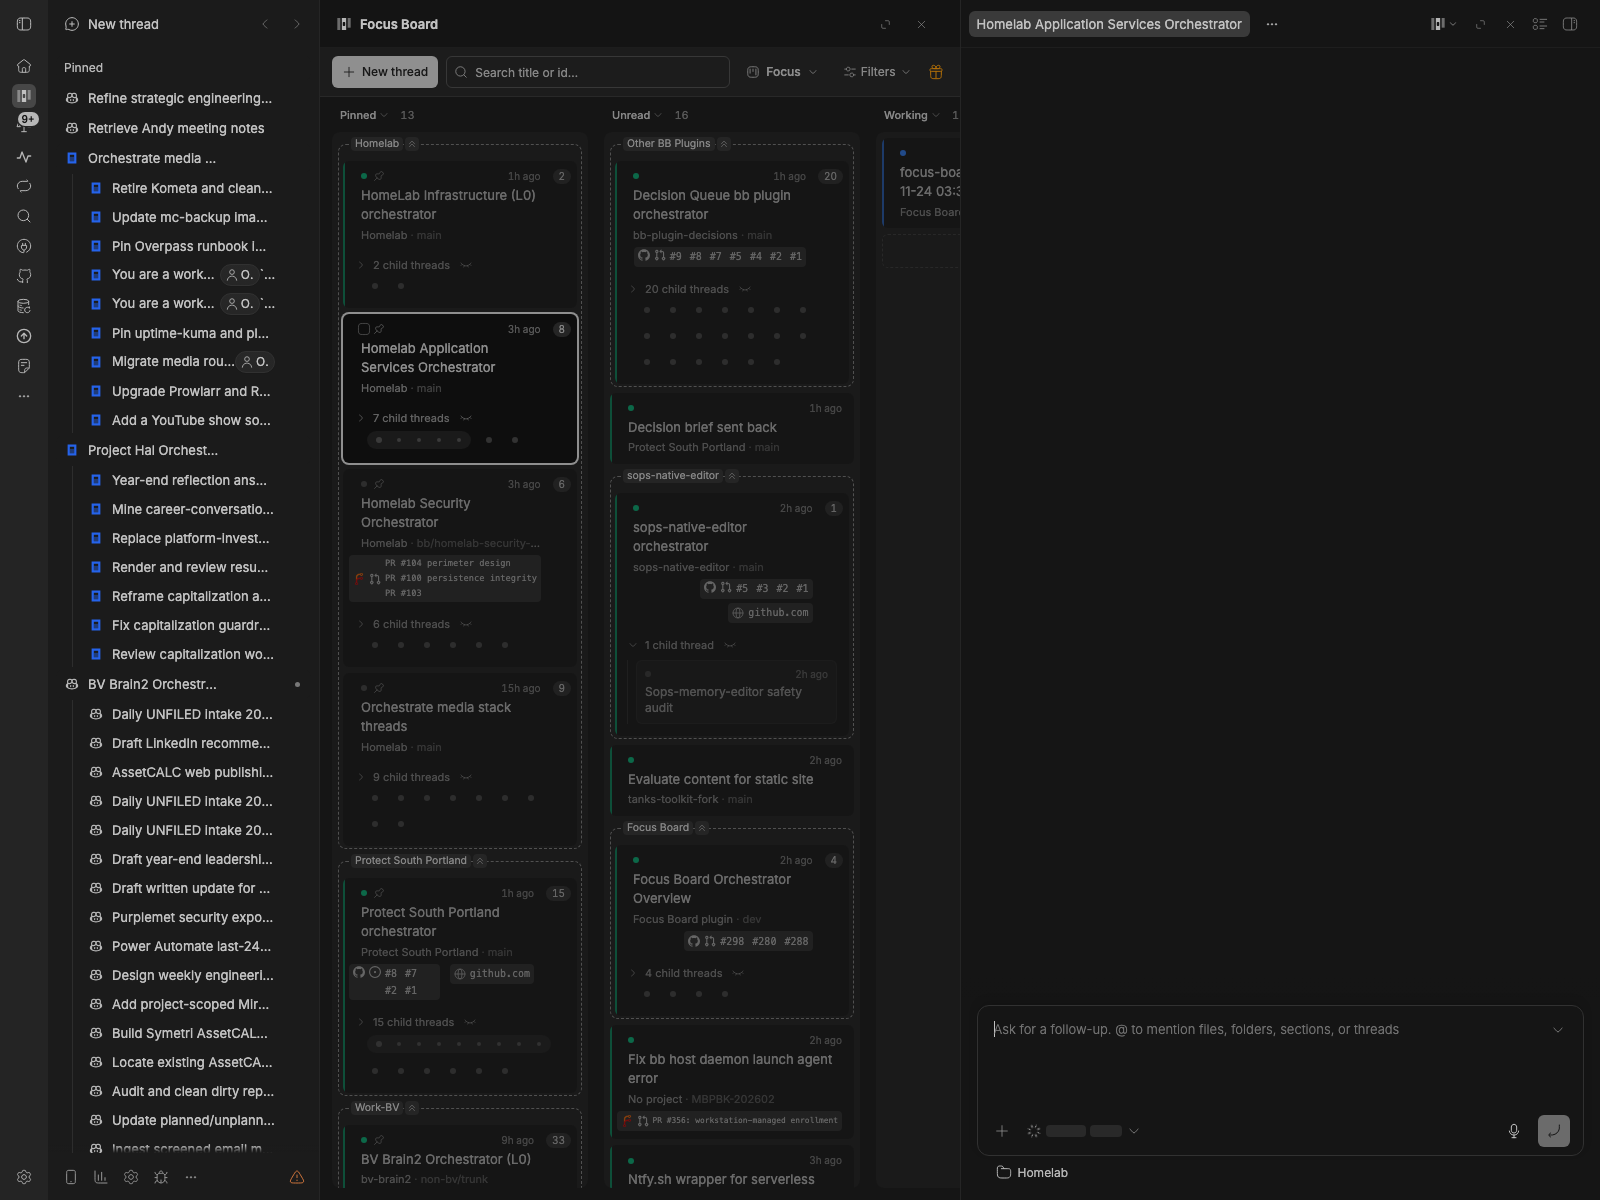 New thread
Pinned
Refine strategic engineering...
Retrieve Andy meeting notes
Orchestrate media ...
Retire Kometa and clean...
Update mc-backup ima...
Pin Overpass runbook i...
You are a work... O. `...
You are a work... O. `...
Pin uptime-kuma and pl...
Migrate media rou... O.
Upgrade Prowlarr and R...
Add a YouTube show so...
Project Hal Orchest...
Year-end reflection ans...
Mine career-conversatio...
Replace platform-invest...
Render and review resu...
Reframe capitalization a...
Fix capitalization guardr...
Review capitalization wo...
BV Brain2 Orchestr...
Daily UNFILED intake 20...
Draft LinkedIn recomme...
AssetCALC web publishi...
Daily UNFILED intake 20...
Daily UNFILED intake 20...
Draft year-end leadershi...
Draft written update for ...
Purplemet security expo...
Power Automate last-24...
Design weekly engineeri...
Add project-scoped Mir...
Build Symetri AssetCAL...
Locate existing AssetCA...
Audit and clean dirty rep...
Update planned/unplann...
Ingest screened email m...
9+
Focus Board
New thread
Search title or id...
Focus
Filters
Pinned 13
Homelab
1h ago 2
HomeLab Infrastructure (L0)
orchestrator
Homelab · main
2 child threads
3h ago 8
Homelab Application
Services Orchestrator
Homelab · main
7 child threads
3h ago 6
Homelab Security
Orchestrator
Homelab · bb/homelab-security-...
PR #104 perimeter design
PR #100 persistence integrity
PR #103
6 child threads
15h ago 9
Orchestrate media stack
threads
Homelab · main
9 child threads
Protect South Portland
1h ago 15
Protect South Portland
orchestrator
Protect South Portland · main
#8 #7
#2 #1
github.com
15 child threads
Work-BV
9h ago 33
BV Brain2 Orchestrator (L0)
bv-brain2 · non-bv/trunk
Unread 16
Other BB Plugins
1h ago 20
Decision Queue bb plugin
orchestrator
bb-plugin-decisions · main
#9 #8 #7 #5 #4 #2 #1
20 child threads
1h ago
Decision brief sent back
Protect South Portland · main
sops-native-editor
2h ago 1
sops-native-editor
orchestrator
sops-native-editor · main
#5 #3 #2 #1
github.com
1 child thread
2h ago
Sops-memory-editor safety
audit
2h ago
Evaluate content for static site
tanks-toolkit-fork · main
Focus Board
2h ago 4
Focus Board Orchestrator
Overview
Focus Board plugin · dev
#298 #280 #288
4 child threads
2h ago
Fix bb host daemon launch agent
error
No project · MBPBK-202602
PR #356: workstation-managed enrollment
3h ago
Ntfy.sh wrapper for serverless
Working 1
focus-boa
11-24 03:3
Focus Board
Homelab Application Services Orchestrator
Ask for a follow-up. @ to mention files, folders, sections, or threads
Homelab